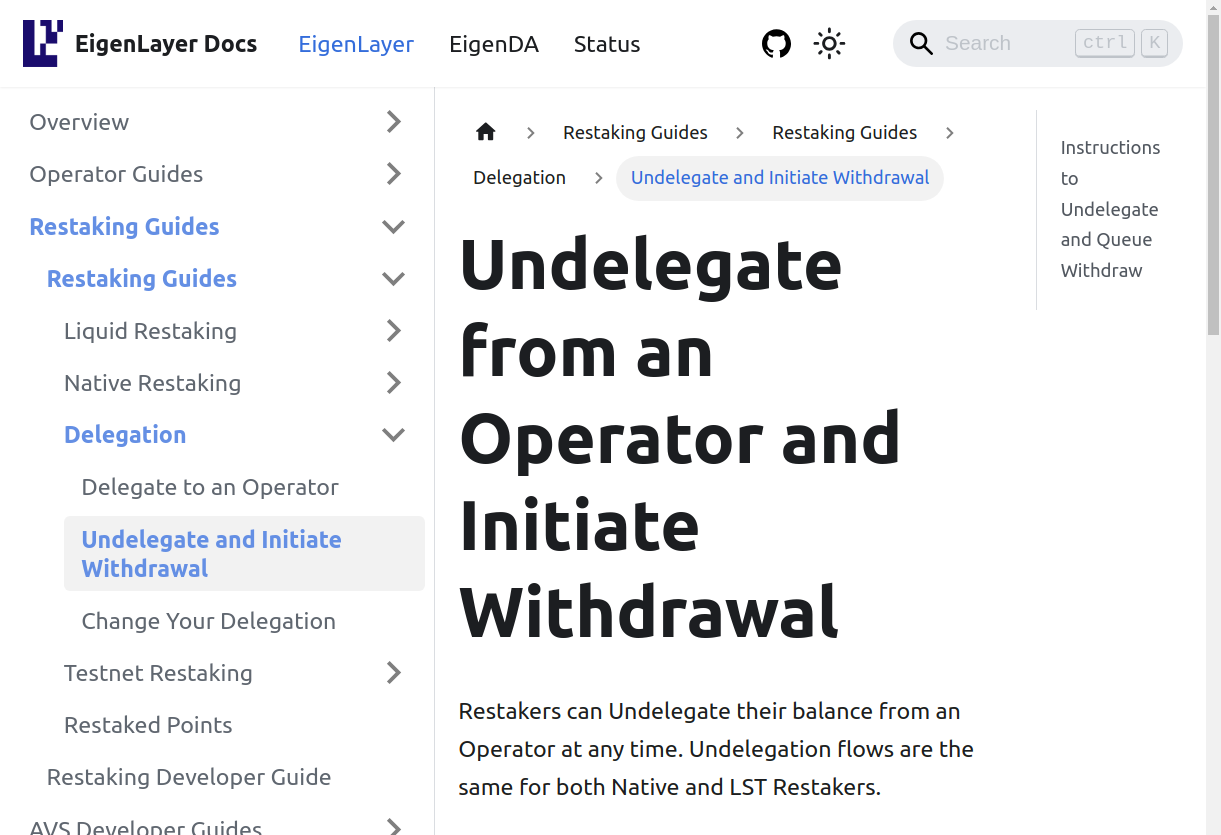 EigenLayer Docs
EigenLayer
EigenDA
Status
Search
ctrl
K
Overview
Operator Guides
Restaking Guides
Restaking Guides
Liquid Restaking
Native Restaking
Delegation
Delegate to an Operator
Undelegate and Initiate
Withdrawal
Change Your Delegation
Testnet Restaking
Restaked Points
Restaking Developer Guide
AVS Developer Guides
Restaking Guides
Restaking Guides
Delegation
Undelegate and Initiate Withdrawal
Undelegate
from an
Operator and
Initiate
Withdrawal
Restakers can Undelegate their balance from an
Operator at any time. Undelegation flows are the
same for both Native and LST Restakers.
Instructions
to
Undelegate
and Queue
Withdraw